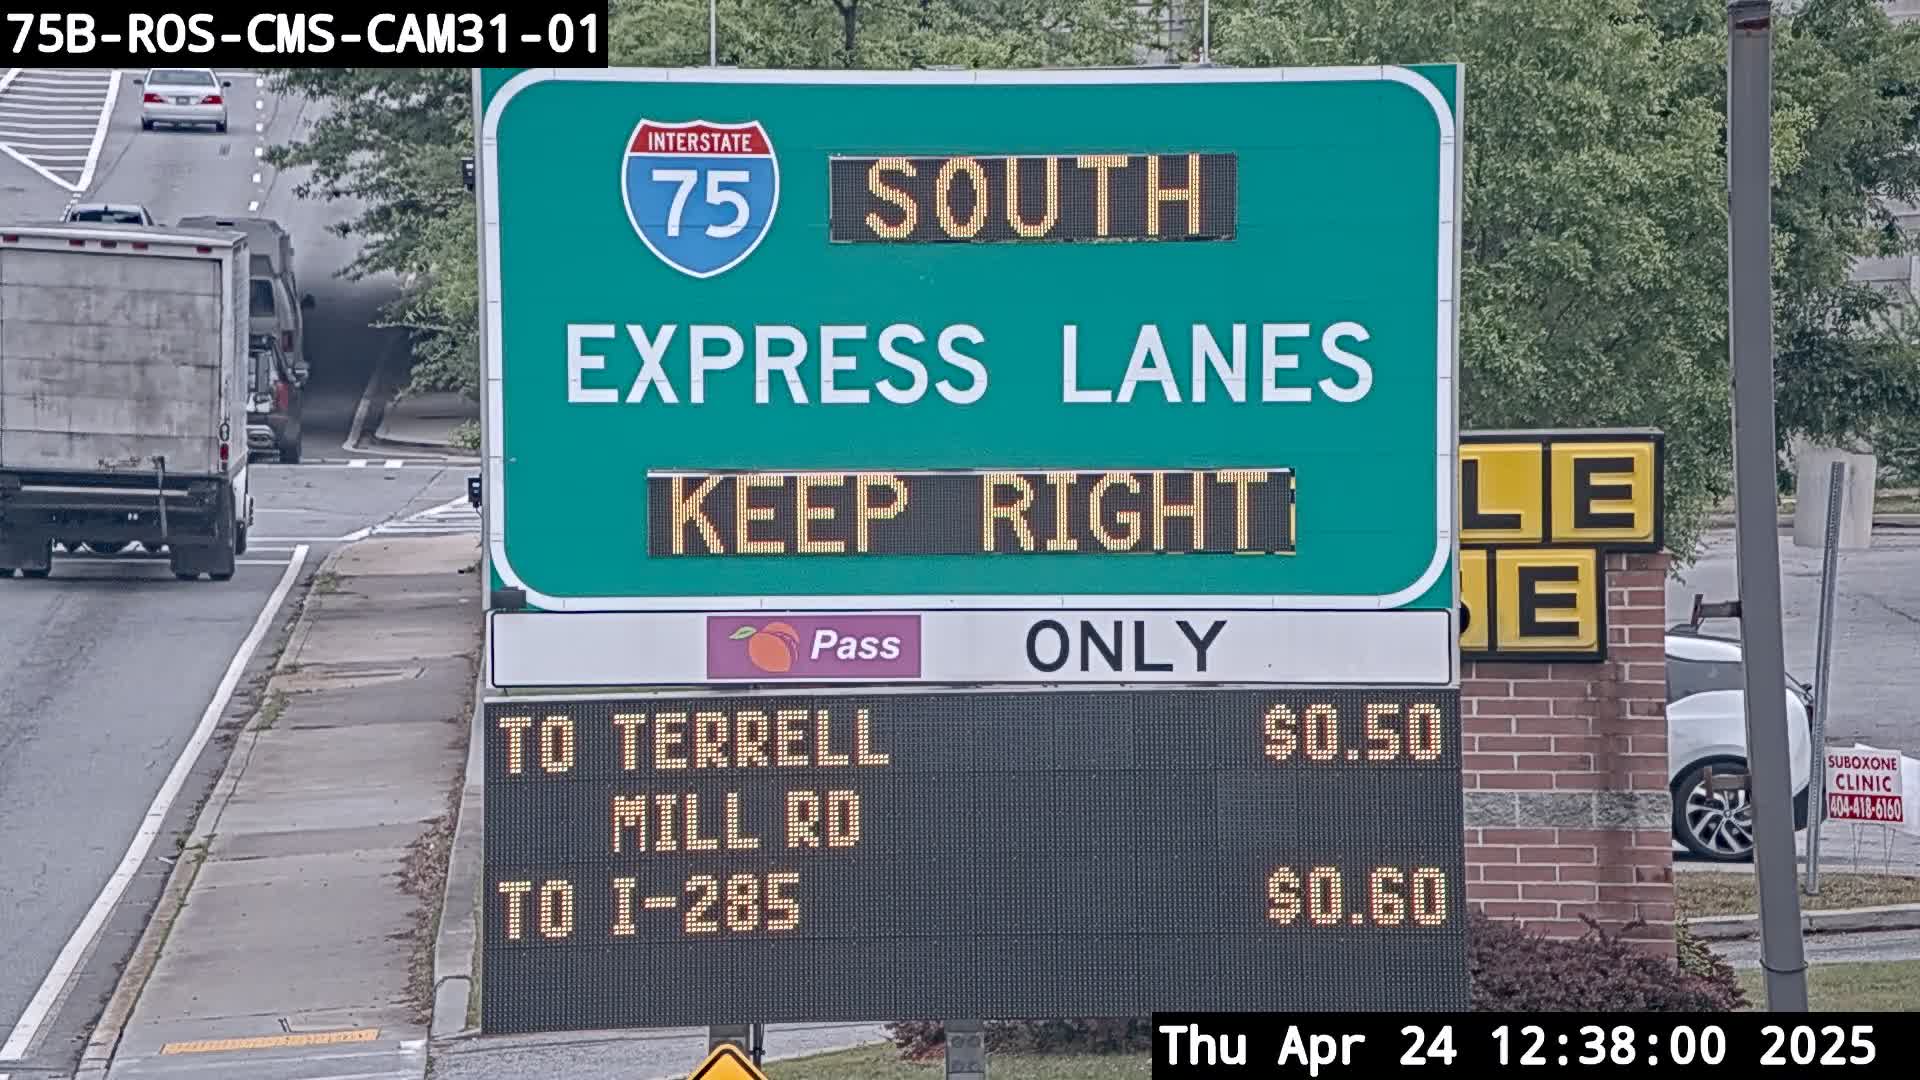 75B-ROS-CMS-CAM31-01
INTERSTATE
75
SOUTH
EXPRESS LANES
KEEP RIGHT
Pass ONLY
TO TERRELL $0.50
MILL RD
TO I-285 $0.60
LE
E
SUBOXONE
CLINIC
404-418-6160
Thu Apr 24 12:38:00 2025